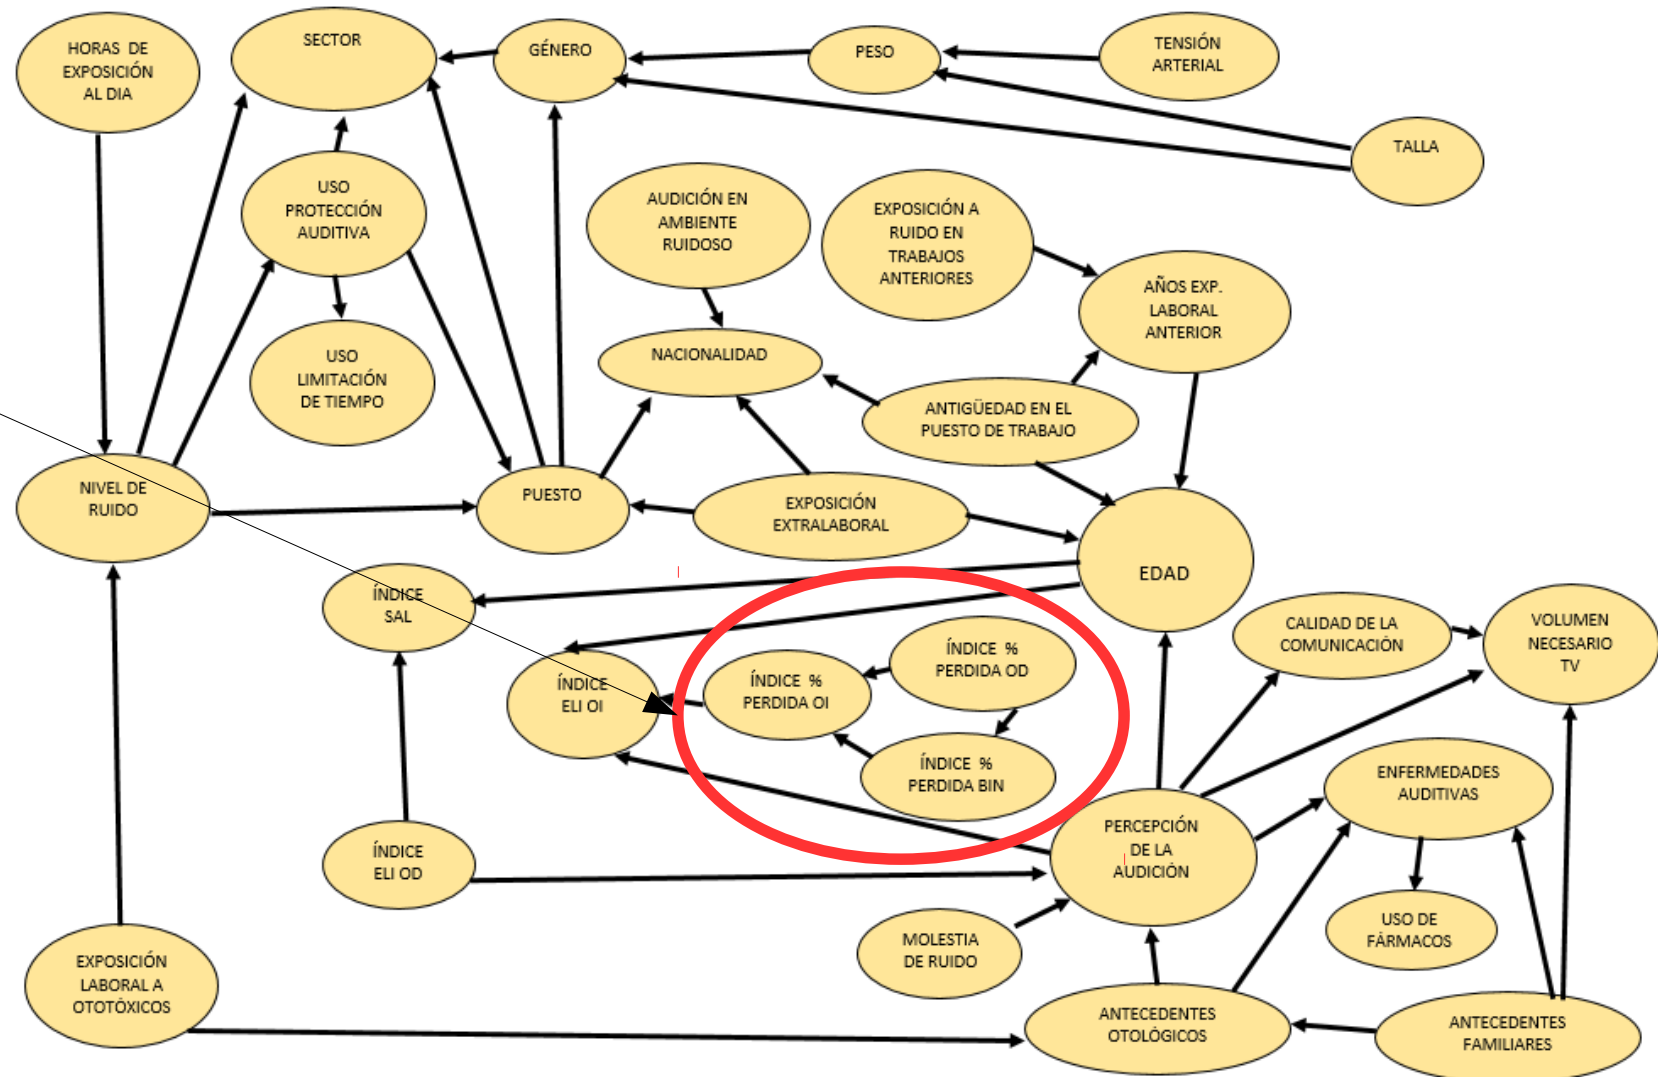 HORAS DE
EXPOSICIÓN
AL DIA
SECTOR
GÉNERO
PESO
TENSIÓN
ARTERIAL
TALLA
USO
PROTECCIÓN
AUDITIVA
AUDICIÓN EN
AMBIENTE
RUIDOSO
EXPOSICIÓN A
RUIDO EN
TRABAJOS
ANTERIORES
AÑOS EXP.
LABORAL
ANTERIOR
USO
LIMITACIÓN
DE TIEMPO
NACIONALIDAD
ANTIGÜEDAD EN EL
PUESTO DE TRABAJO
NIVEL DE
RUIDO
PUESTO
EXPOSICIÓN
EXTRALABORAL
EDAD
ÍNDICE
SAL
ÍNDICE
ELI OI
ÍNDICE %
PERDIDA OI
ÍNDICE %
PERDIDA OD
ÍNDICE %
PERDIDA BIN
CALIDAD DE LA
COMUNICACIÓN
VOLUMEN
NECESARIO
TV
ENFERMEDADES
AUDITIVAS
PERCEPCIÓN
DE LA
AUDICIÓN
ÍNDICE
ELI OD
USO DE
FÁRMACOS
MOLESTIA
DE RUIDO
EXPOSICIÓN
LABORAL A
OTOTÓXICOS
ANTECEDENTES
OTOLÓGICOS
ANTECEDENTES
FAMILIARES